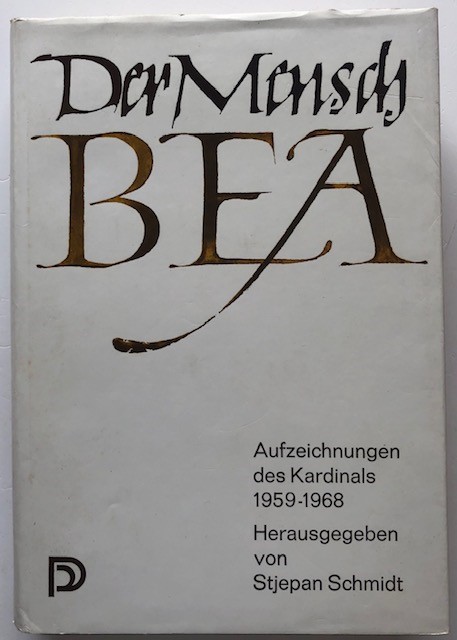 Der Mensch
BEA
Aufzeichnungen
des Kardinals
1959-1968
Herausgegeben
von
Stjepan Schmidt